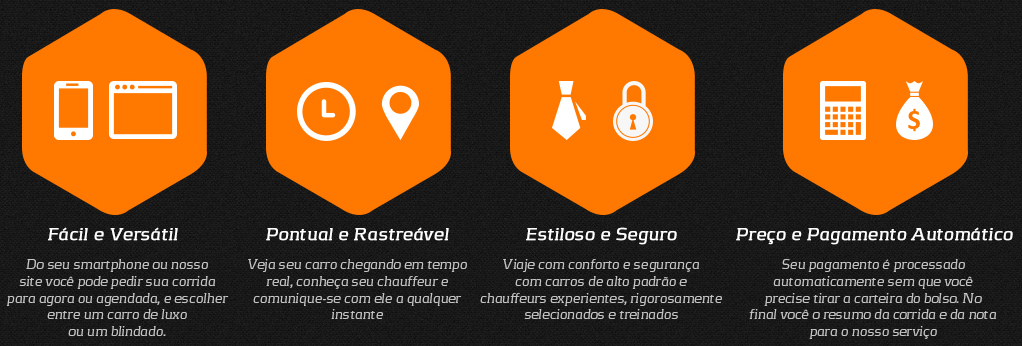 Fácil e Versátil
Do seu smartphone ou nosso
site você pode pedir sua corrida
para agora ou agendada, e escolher
entre um carro de luxo
ou um blindado.
Pontual e Rastreável
Veja seu carro chegando em tempo
real, conheça seu chauffeur e
comunique-se com ele a qualquer
instante
Estiloso e Seguro
Viaje com conforto e segurança
com carros de alto padrão e
chauffeurs experientes, rigorosamente
selecionados e treinados
$
Preço e Pagamento Automático
Seu pagamento é processado
automaticamente sem que você
precise tirar a carteira do bolso. No
final você o resumo da corrida e da nota
para o nosso serviço